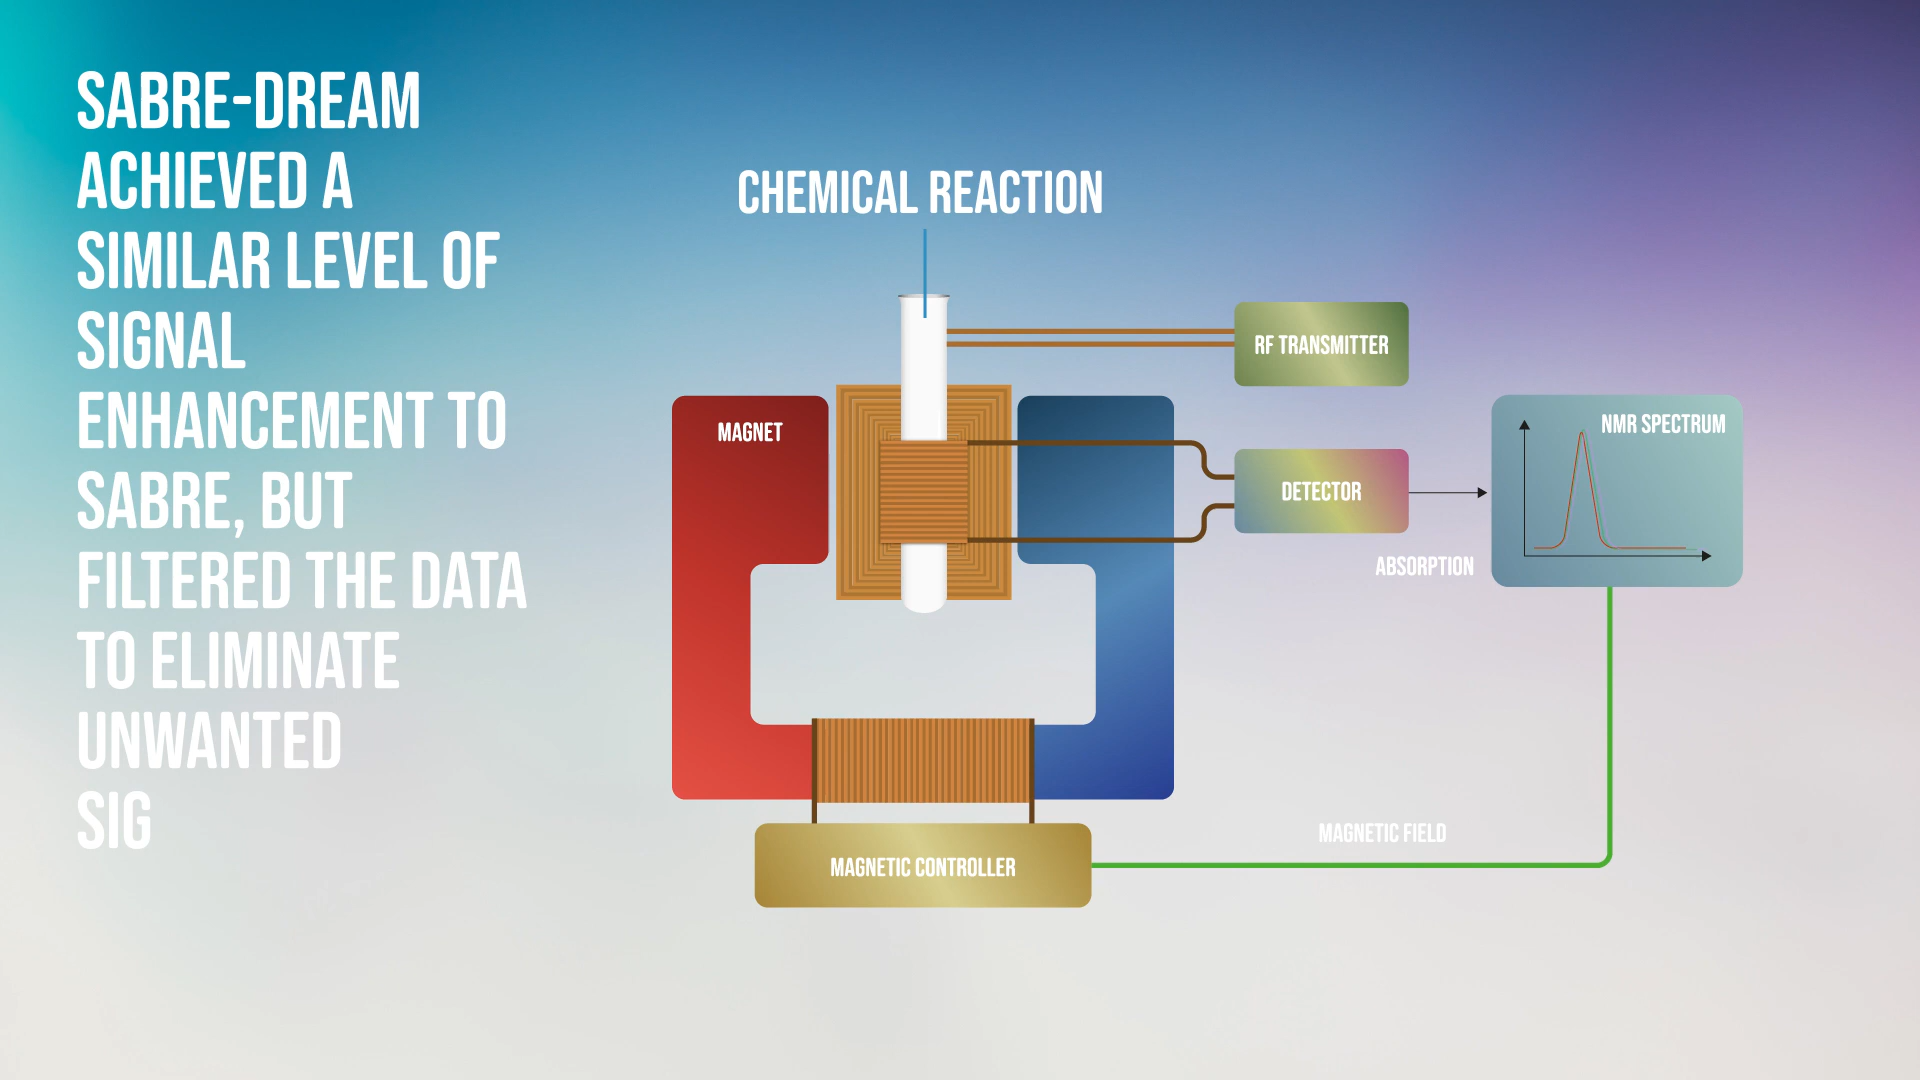 SABRE-DREAM
ACHIEVED A
SIMILAR LEVEL OF
SIGNAL
ENHANCEMENT TO
SABRE, BUT
FILTERED THE DATA
TO ELIMINATE
UNWANTED
SIG
CHEMICAL REACTION
RF TRANSMITTER
MAGNET
NMR SPECTRUM
DETECTOR
ABSORPTION
MAGNETIC FIELD
MAGNETIC CONTROLLER